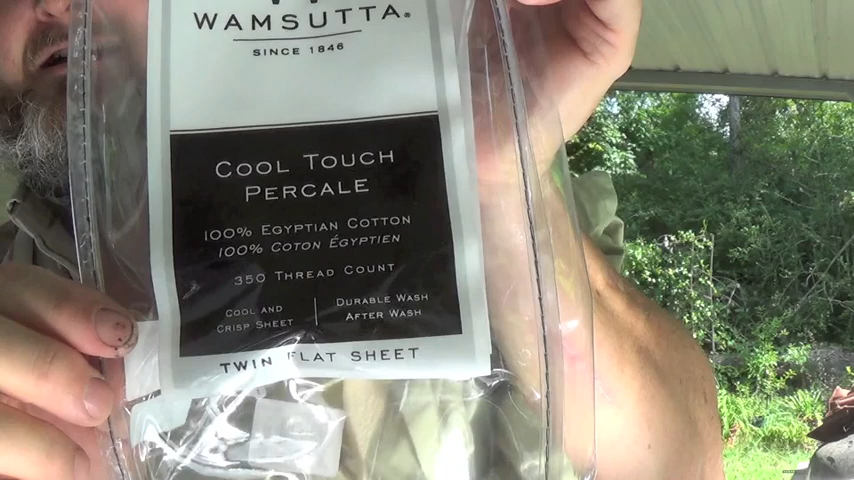 WAMSUTTA®
SINCE 1846
COOL TOUCH
PERCALE
100% EGYPTIAN COTTON
100% COTON ÉGYPTIEN
350 THREAD COUNT
COOL AND
CRISP SHEET
DURABLE WASH
AFTER WASH
TWIN FLAT SHEET